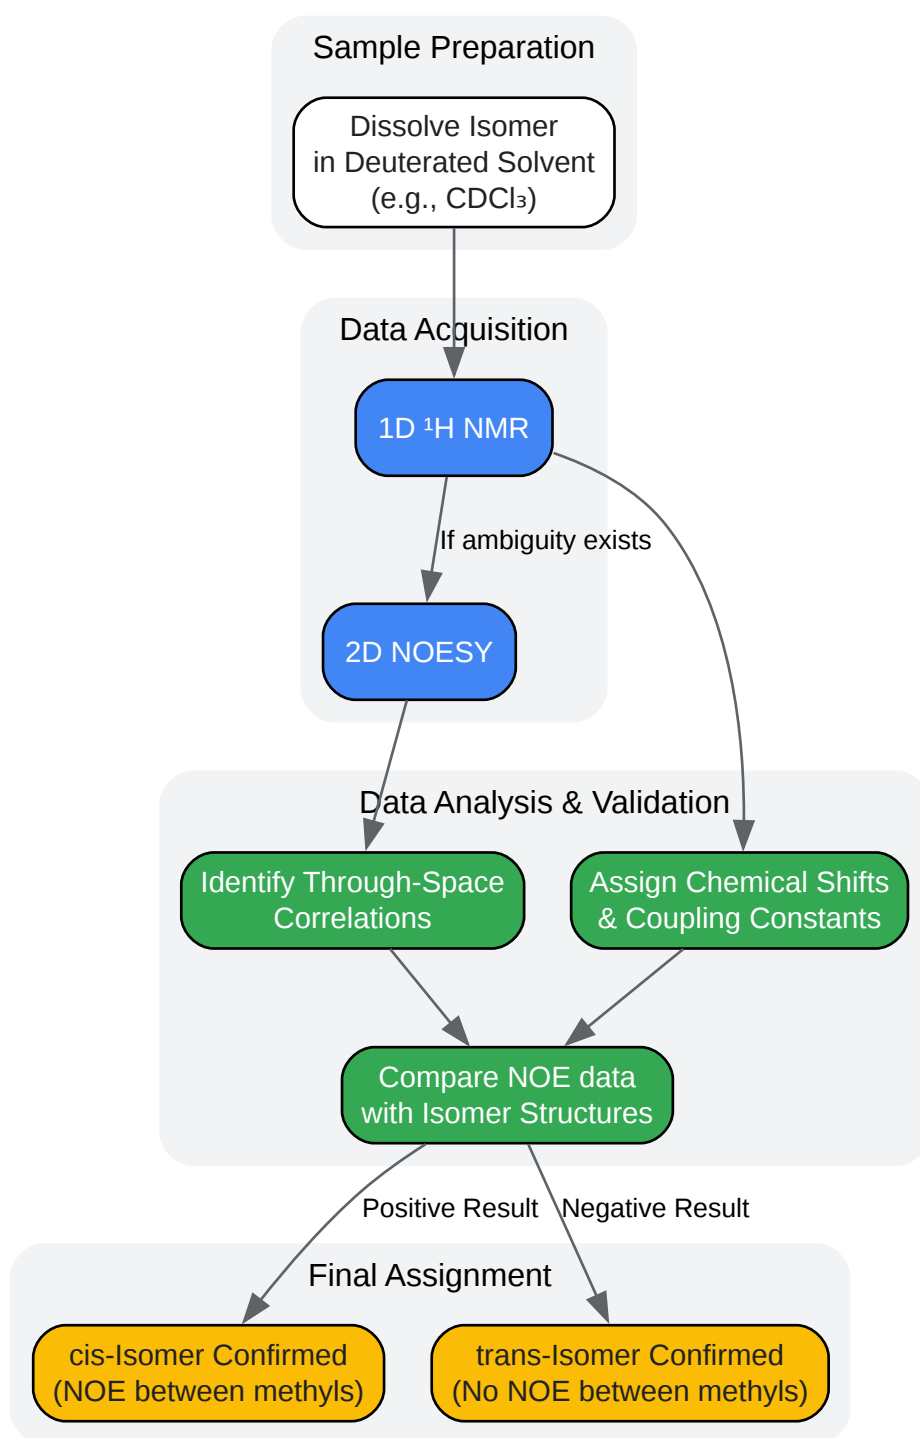 Sample Preparation
Dissolve Isomer
in Deuterated Solvent
(e.g., CDCl₃)
Data Acquisition
1D ¹H NMR
If ambiguity exists
2D NOESY
Data Analysis & Validation
Identify Through-Space
Correlations
Assign Chemical Shifts
& Coupling Constants
Compare NOE data
with Isomer Structures
Positive Result
Negative Result
Final Assignment
cis-Isomer Confirmed
(NOE between methyls)
trans-Isomer Confirmed
(No NOE between methyls)